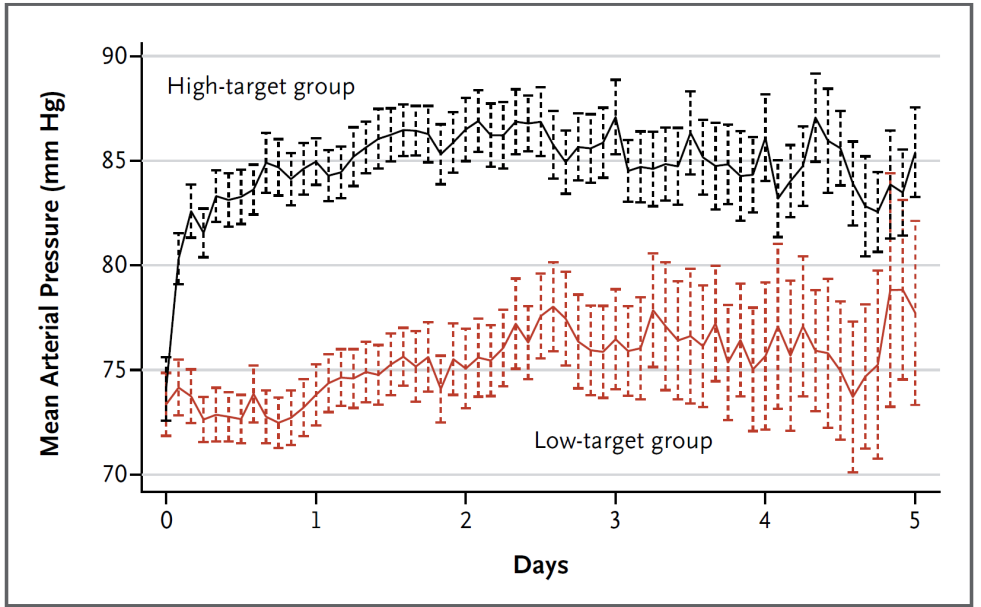 Mean Arterial Pressure (mm Hg)
90
85
80
75
70
High-target group
Low-target group
0 1 2 3 4 5
Days